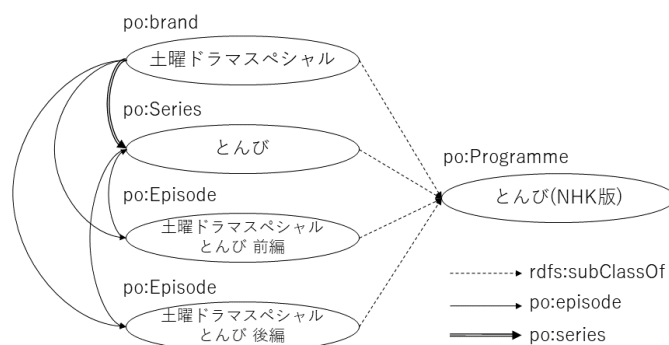 po:brand
土曜ドラマスペシャル
po:Series
とんび
po:Programme
とんび(NHK版)
po:Episode
土曜ドラマスペシャル
とんび 前編
po:Episode
土曜ドラマスペシャル
とんび 後編
rdfs:subClassOf
po:episode
po:series